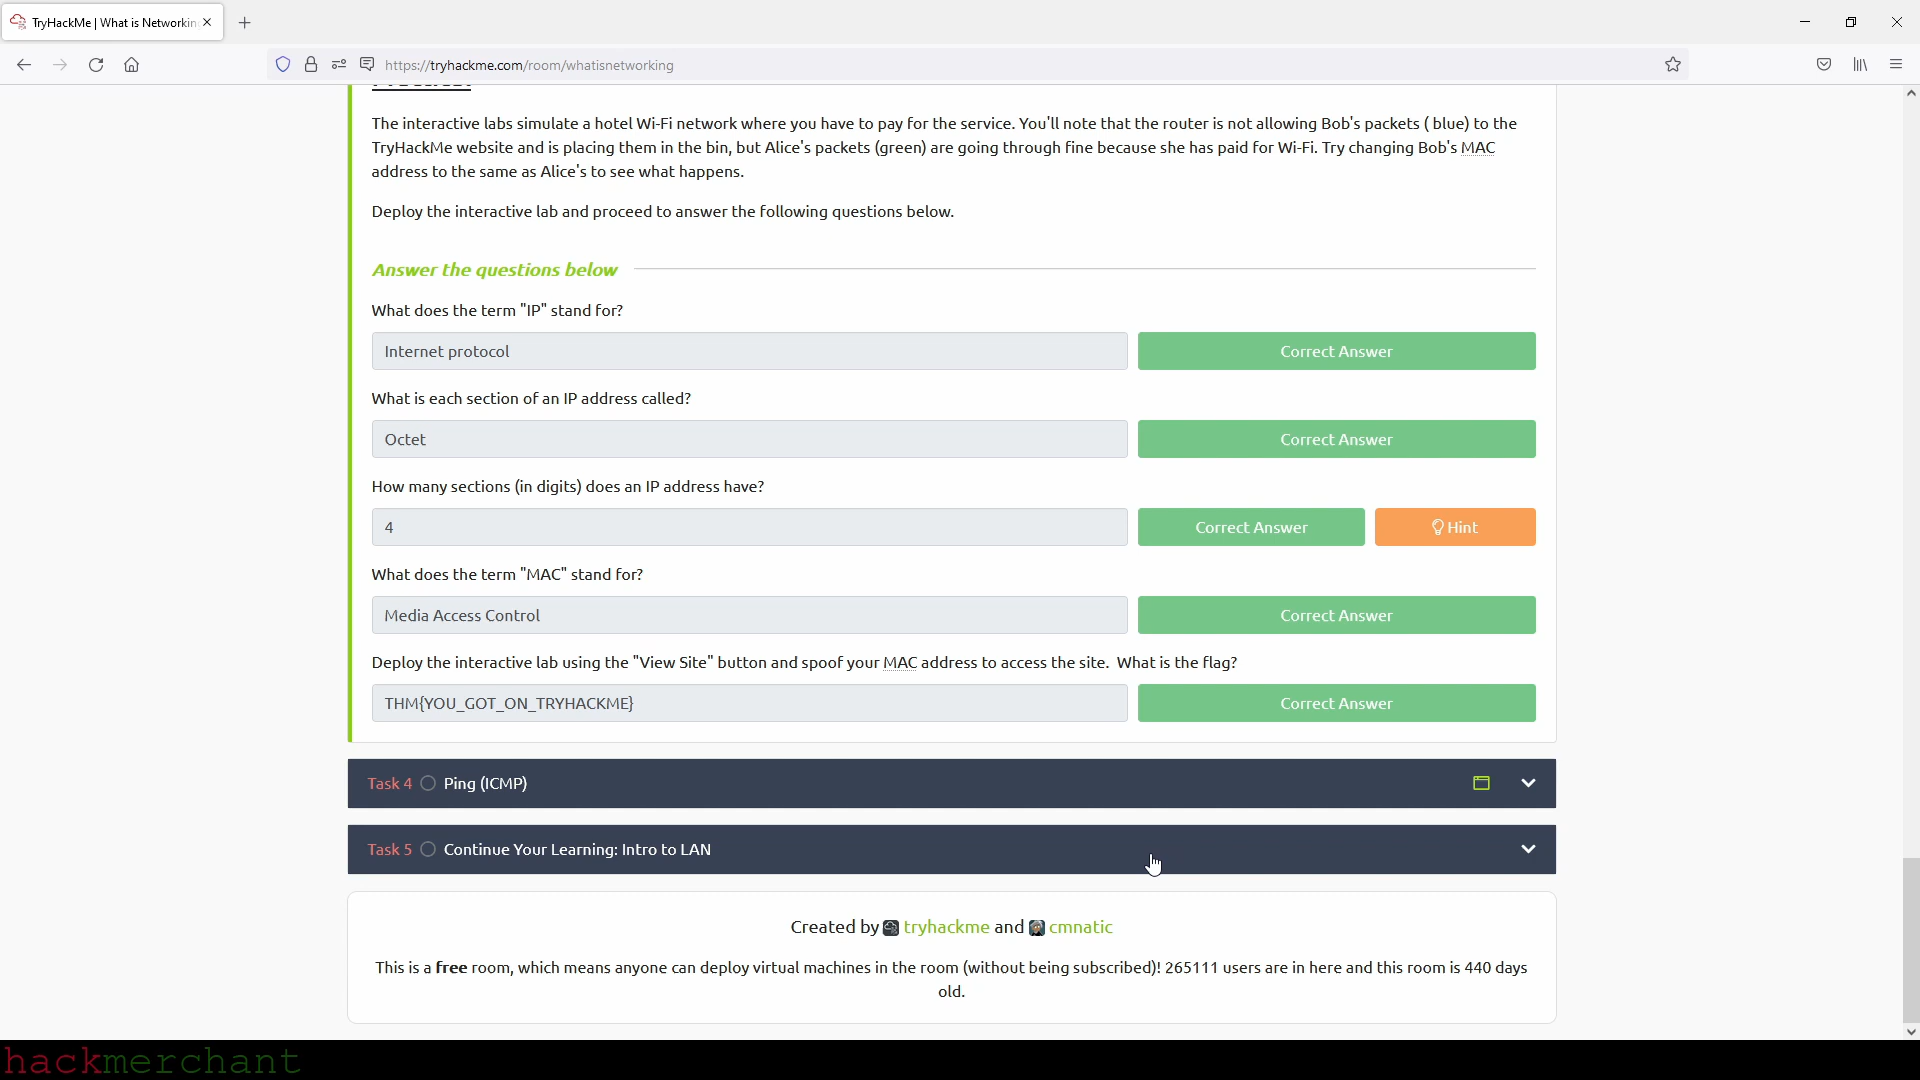 TryHackMe | What is Networkin
https://tryhackme.com/room/whatisnetworking
The interactive labs simulate a hotel Wi-Fi network where you have to pay for the service. You'll note that the router is not allowing Bob's packets ( blue) to the
TryHackMe website and is placing them in the bin, but Alice's packets (green) are going through fine because she has paid for Wi-Fi. Try changing Bob's MAC
address to the same as Alice's to see what happens.
Deploy the interactive lab and proceed to answer the following questions below.
Answer the questions below
What does the term "IP" stand for?
Internet protocol Correct Answer
What is each section of an IP address called?
Octet Correct Answer
How many sections (in digits) does an IP address have?
4 Correct Answer Hint
What does the term "MAC" stand for?
Media Access Control Correct Answer
Deploy the interactive lab using the "View Site" button and spoof your MAC address to access the site. What is the flag?
THM{YOU_GOT_ON_TRYHACKME} Correct Answer
Task 4 Ping (ICMP)
Task 5 Continue Your Learning: Intro to LAN
Created by tryhackme and cmnatic
This is a free room, which means anyone can deploy virtual machines in the room (without being subscribed)! 265111 users are in here and this room is 440 days
old.
hackmerchant